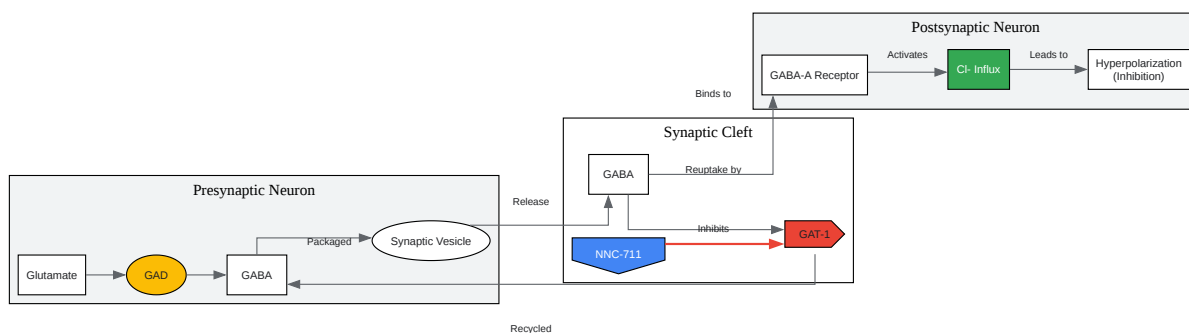 Postsynaptic Neuron
GABA-A Receptor
Activates
Cl- Influx
Leads to
Hyperpolarization
(Inhibition)
Binds to
Synaptic Cleft
GABA
Reuptake by
Inhibits
NNC-711
GAT-1
Presynaptic Neuron
Release
Packaged
Synaptic Vesicle
Glutamate
GAD
GABA
Recycled